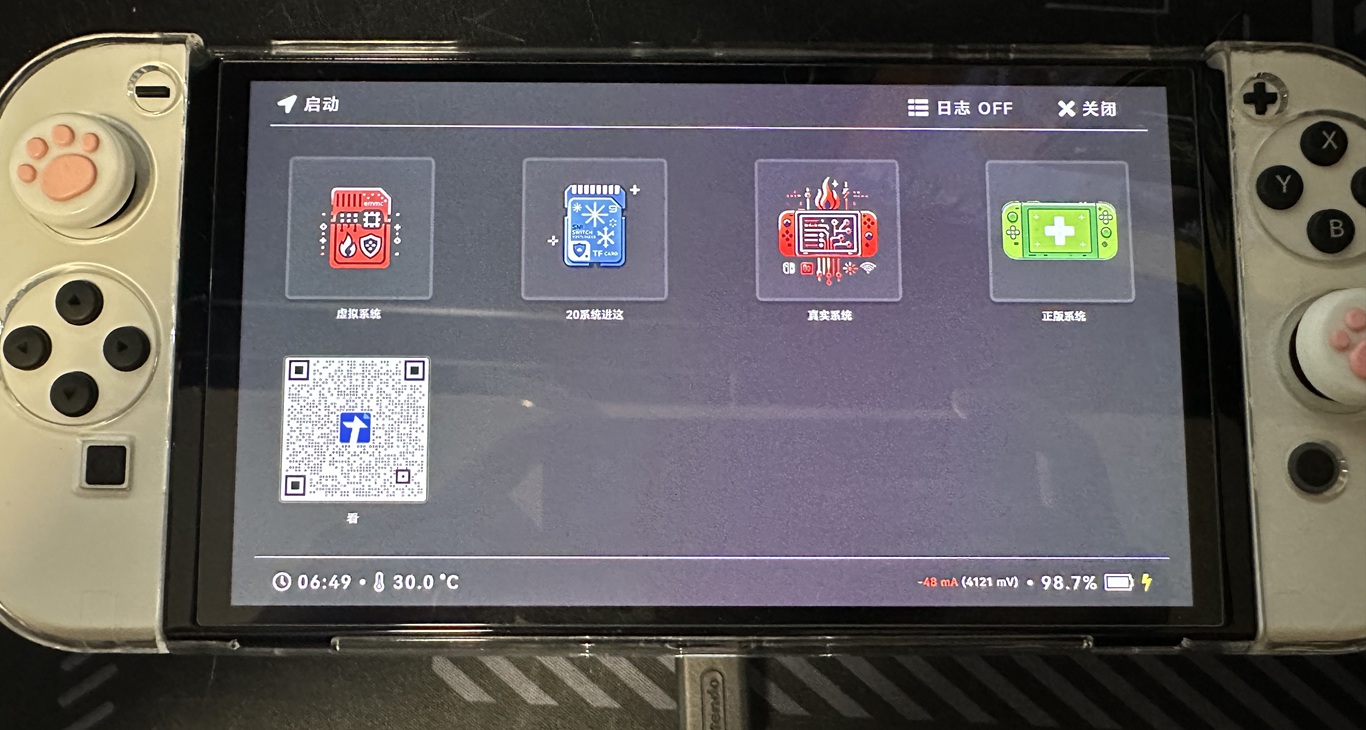 启动
日志 OFF
关闭
emmc
SWITCH
TF CARD
虚拟系统
20系统进这
真实系统
正版系统
看
06:49 • 30.0 °C
-48 mA (4121 mV) • 98.7%
X
Y
B